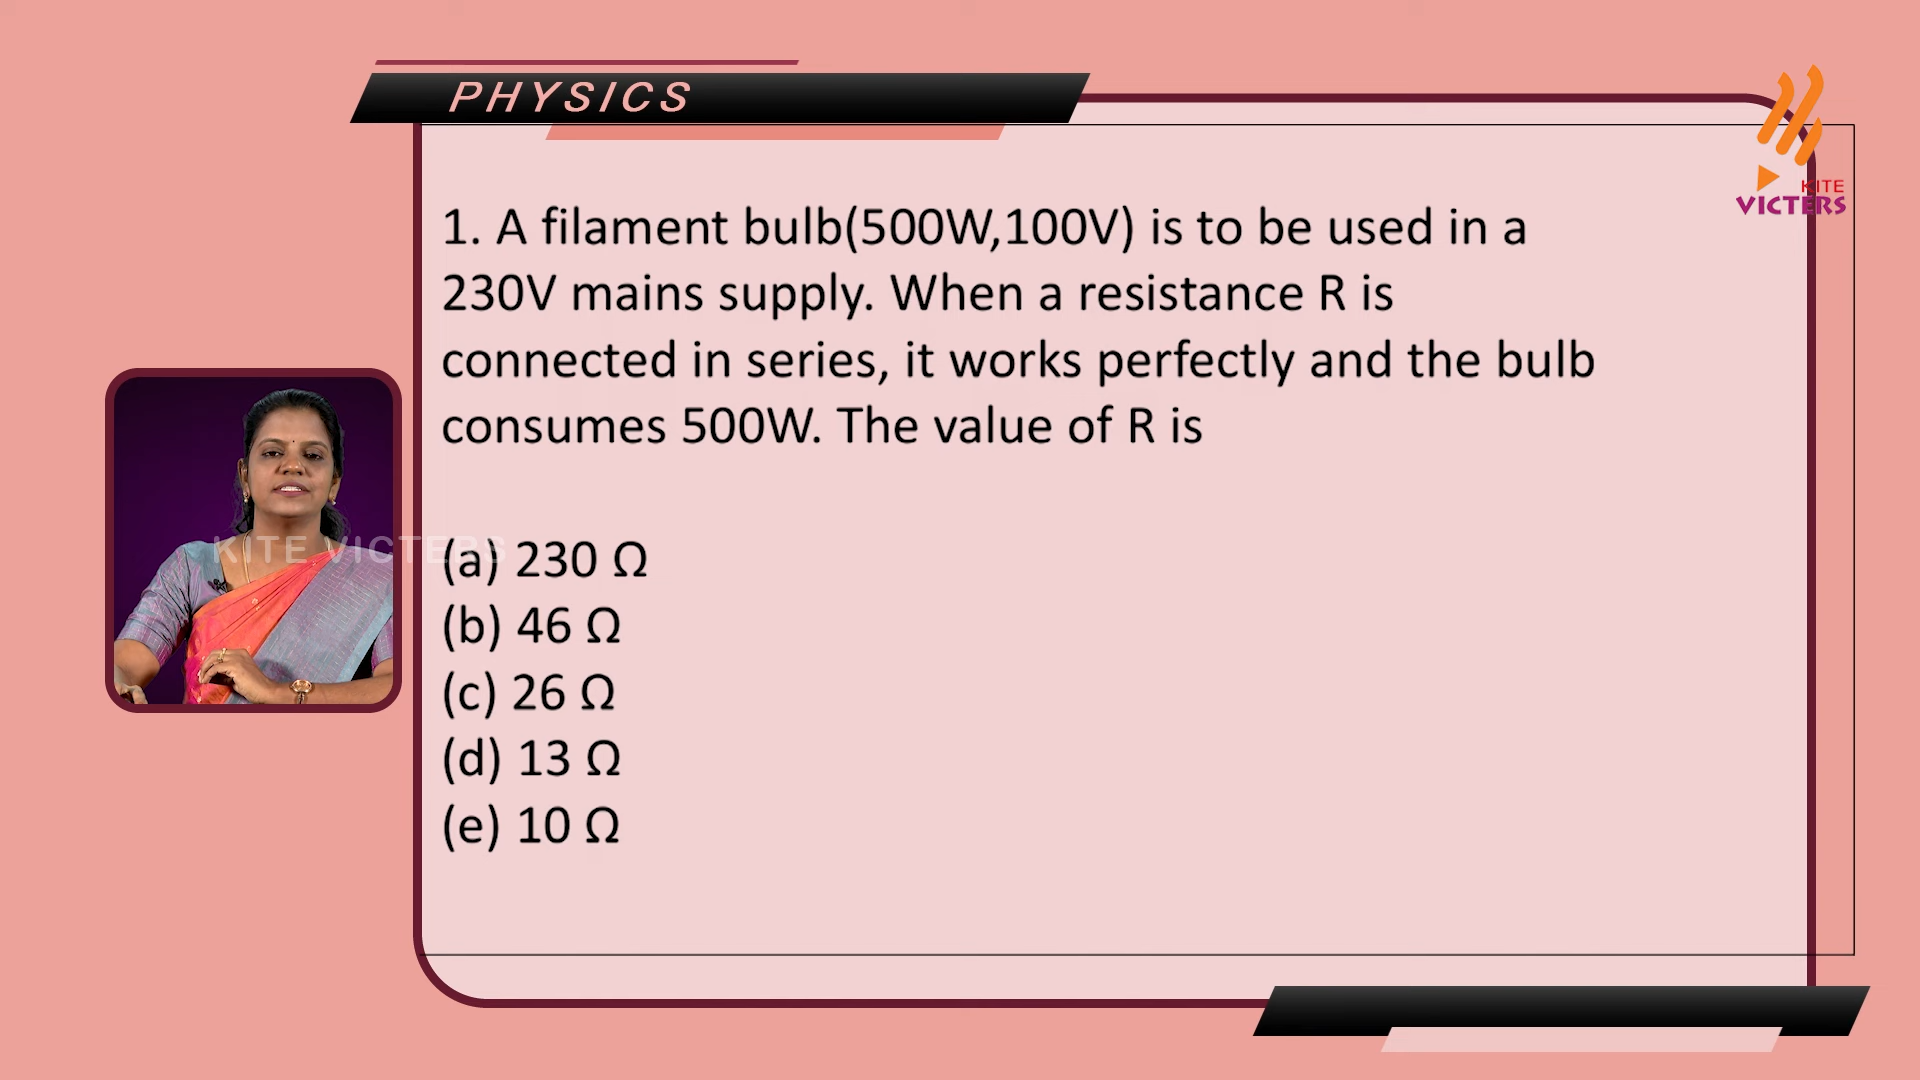 PHYSICS
KITE
VICTERS
1. A filament bulb(500W,100V) is to be used in a
230V mains supply. When a resistance R is
connected in series, it works perfectly and the bulb
consumes 500W. The value of R is
KITE VICTERS
(a) 230 Ω
(b) 46 Ω
(c) 26 Ω
(d) 13 Ω
(e) 10 Ω